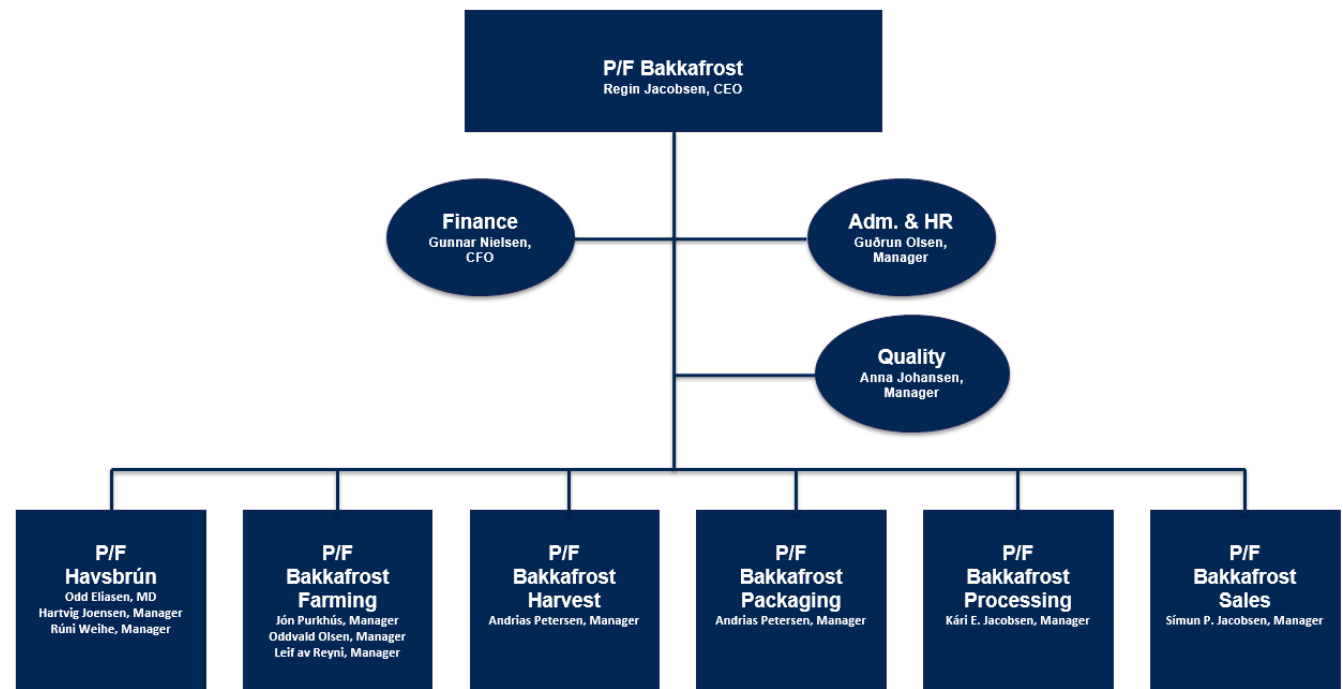 P/F Bakkafrost
Regin Jacobsen, CEO
Finance
Gunnar Nielsen,
CFO
Adm. & HR
Guðrun Olsen,
Manager
Quality
Anna Johansen,
Manager
P/F
Havsbrún
Odd Eliasen, MD
Hartvig Joensen, Manager
Rúni Weihe, Manager
P/F
Bakkafrost
Farming
Jón Purkhús, Manager
Oddvald Olsen, Manager
Leif av Reyni, Manager
P/F
Bakkafrost
Harvest
Andrias Petersen, Manager
P/F
Bakkafrost
Packaging
Andrias Petersen, Manager
P/F
Bakkafrost
Processing
Kári E. Jacobsen, Manager
P/F
Bakkafrost
Sales
Símun P. Jacobsen, Manager